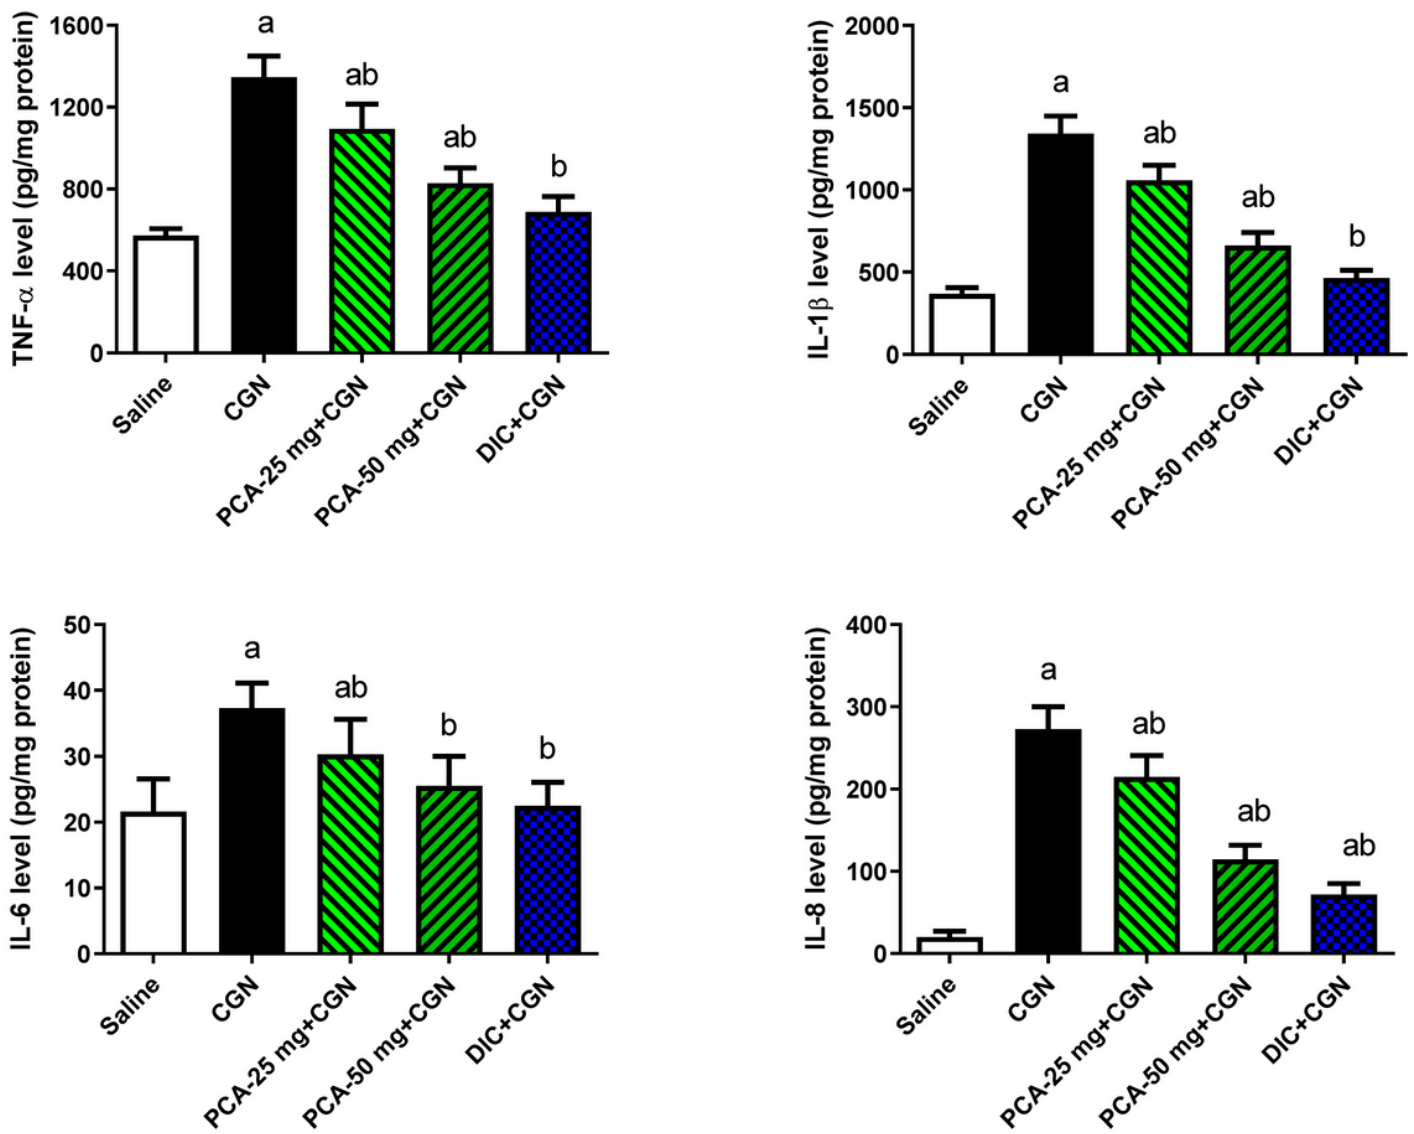 TNF-α level (pg/mg protein)
1600
1200
800
400
0
a
ab
ab
b
Saline
CGN
PCA-25 mg+CGN
PCA-50 mg+CGN
DIC+CGN
IL-1β level (pg/mg protein)
2000
1500
1000
500
0
a
ab
ab
b
Saline
CGN
PCA-25 mg+CGN
PCA-50 mg+CGN
DIC+CGN
IL-6 level (pg/mg protein)
50
40
30
20
10
0
a
ab
b
b
Saline
CGN
PCA-25 mg+CGN
PCA-50 mg+CGN
DIC+CGN
IL-8 level (pg/mg protein)
400
300
200
100
0
a
ab
ab
ab
Saline
CGN
PCA-25 mg+CGN
PCA-50 mg+CGN
DIC+CGN